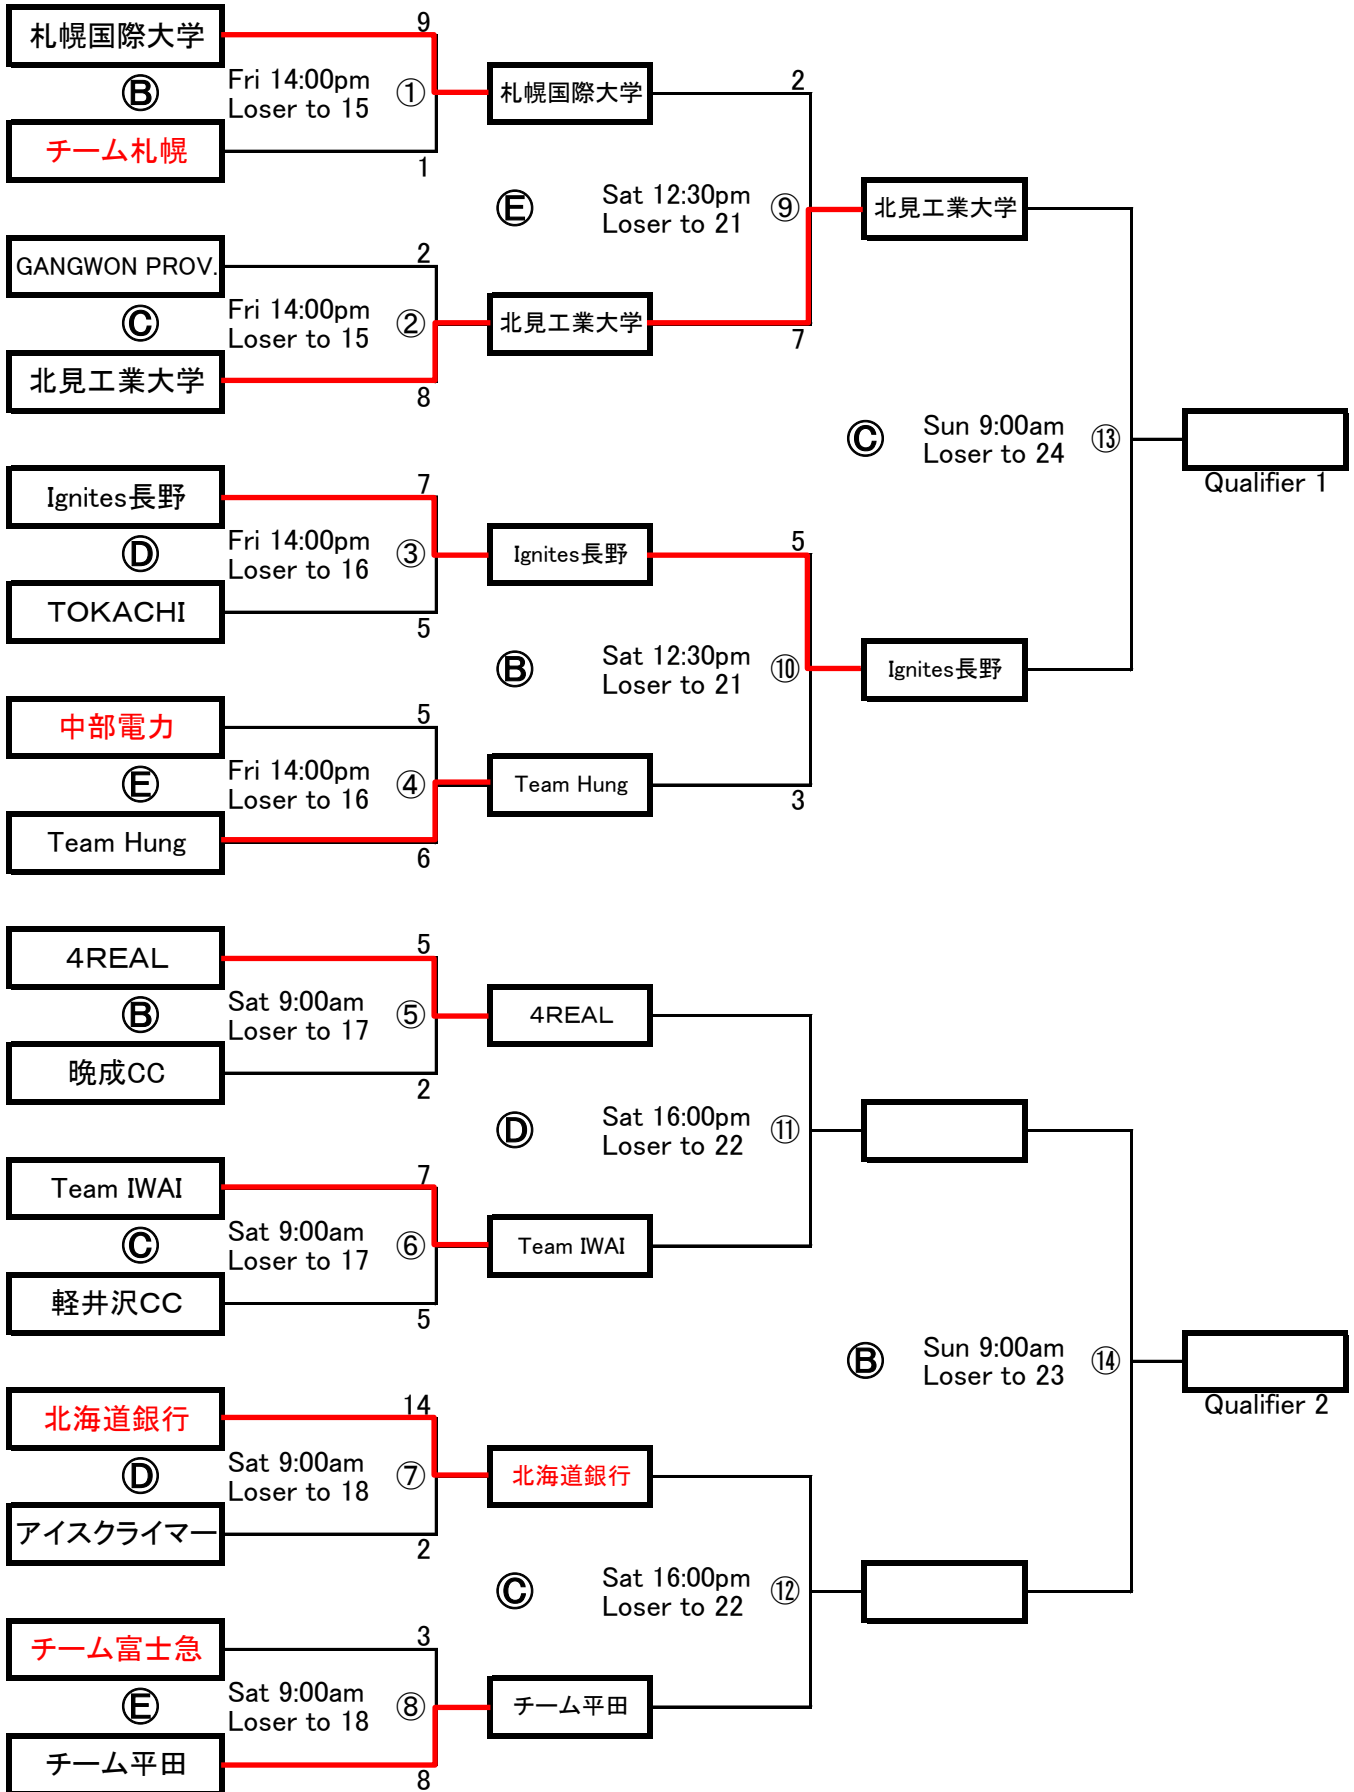 札幌国際大学
9
Ⓑ
Fri 14:00pm
Loser to 15
①
チーム札幌
1
札幌国際大学
2
Ⓔ
Sat 12:30pm
Loser to 21
⑨
北見工業大学
GANGWON PROV.
2
Ⓒ
Fri 14:00pm
Loser to 15
②
北見工業大学
8
北見工業大学
7
Ⓒ
Sun 9:00am
Loser to 24
⑬
Qualifier 1
Ignites長野
7
Ⓓ
Fri 14:00pm
Loser to 16
③
TOKACHI
5
Ignites長野
5
Ⓑ
Sat 12:30pm
Loser to 21
⑩
Ignites長野
中部電力
5
Ⓔ
Fri 14:00pm
Loser to 16
④
Team Hung
6
Team Hung
3
4REAL
5
Ⓑ
Sat 9:00am
Loser to 17
⑤
晩成CC
2
4REAL
Ⓓ
Sat 16:00pm
Loser to 22
⑪
Team IWAI
7
Ⓒ
Sat 9:00am
Loser to 17
⑥
軽井沢CC
5
Team IWAI
Ⓑ
Sun 9:00am
Loser to 23
⑭
Qualifier 2
北海道銀行
14
Ⓓ
Sat 9:00am
Loser to 18
⑦
アイスクライマー
2
北海道銀行
Ⓒ
Sat 16:00pm
Loser to 22
⑫
チーム富士急
3
Ⓔ
Sat 9:00am
Loser to 18
⑧
チーム平田
8
チーム平田